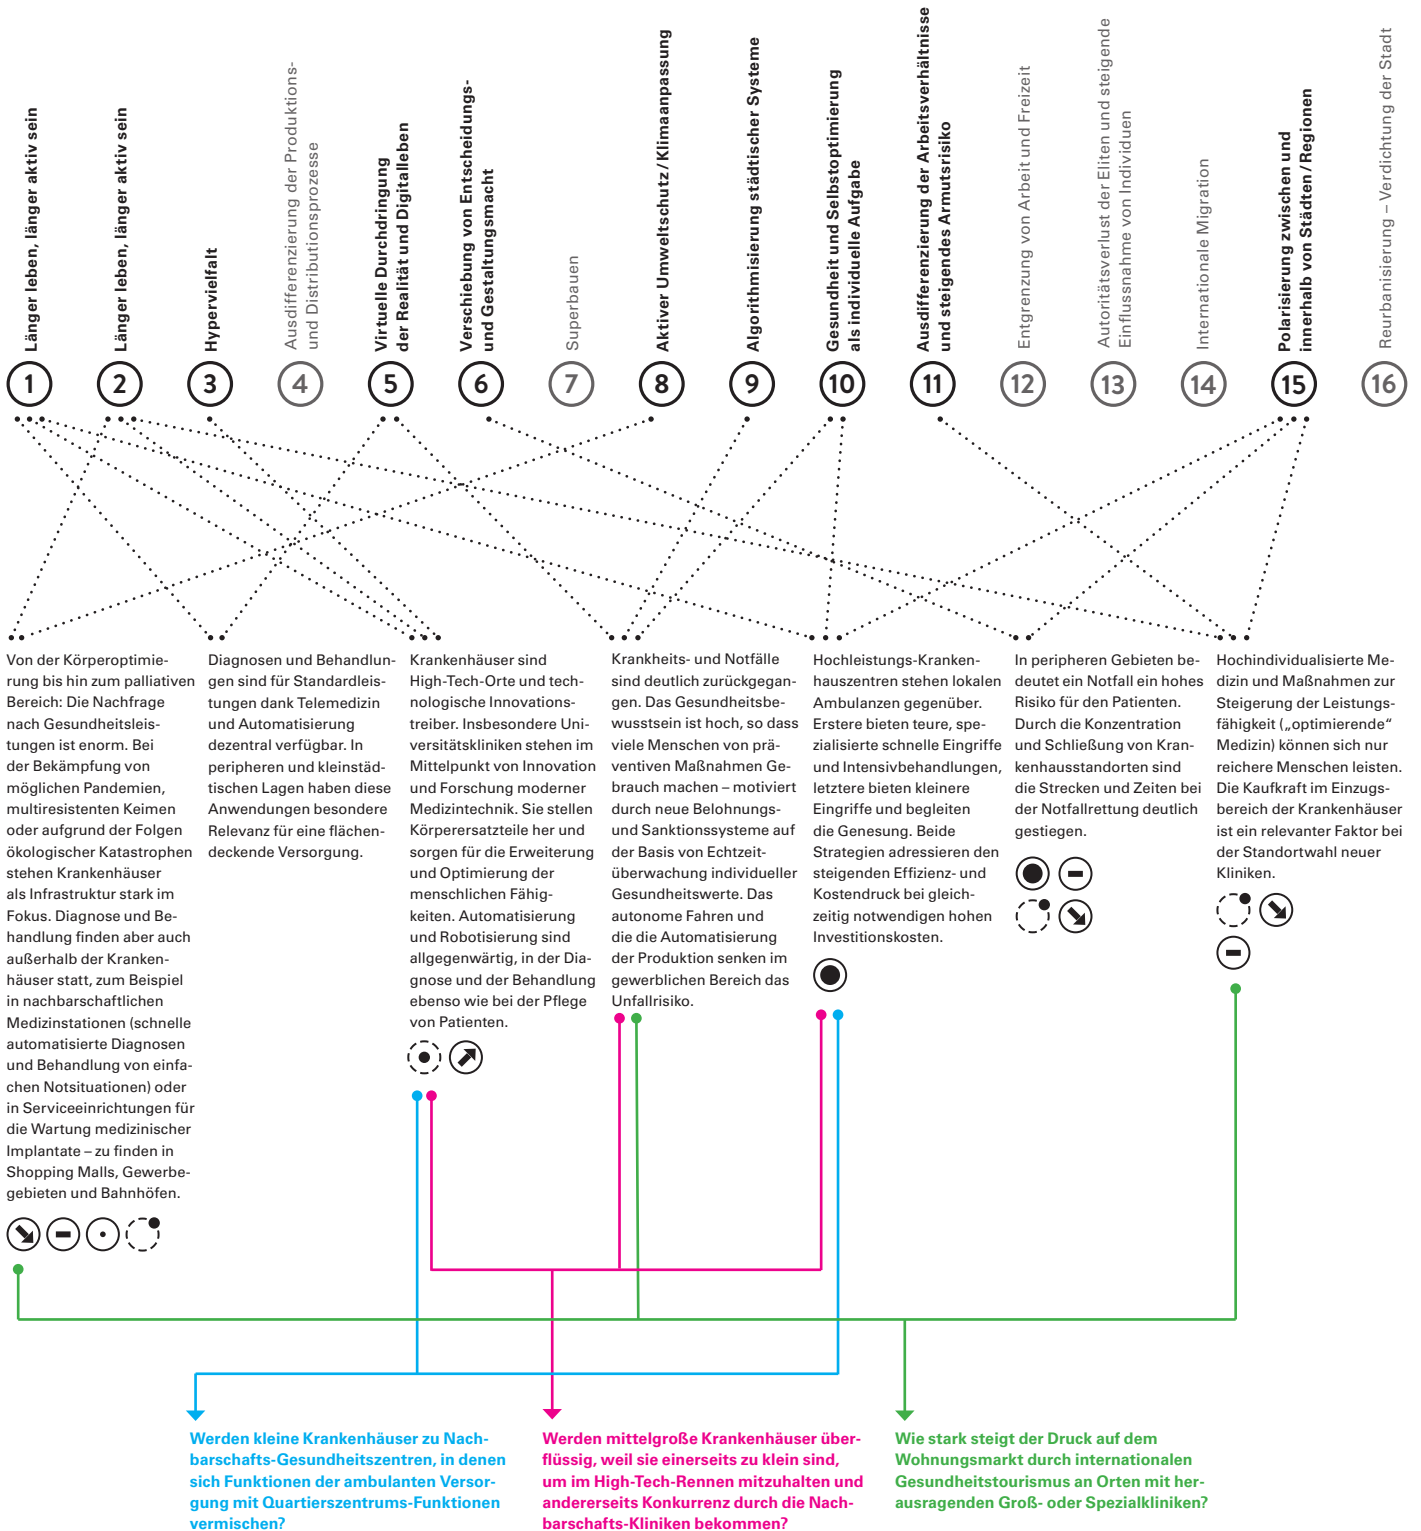 Länger leben, länger aktiv sein
Länger leben, länger aktiv sein
Hypervielfalt
Ausdifferenzierung der Produktions-
und Distributionsprozesse
Virtuelle Durchdringung
der Realität und Digitalleben
Verschiebung von Entscheidungs-
und Gestaltungsmacht
Superbauen
Aktiver Umweltschutz / Klimaanpassung
Algorithmisierung städtischer Systeme
Gesundheit und Selbstoptimierung
als individuelle Aufgabe
Ausdifferenzierung der Arbeitsverhältnisse
und steigendes Armutsrisiko
Entgrenzung von Arbeit und Freizeit
Autoritätsverlust der Eliten und steigende
Einflussnahme von Individuen
Internationale Migration
Polarisierung zwischen und
innerhalb von Städten / Regionen
Reurbanisierung – Verdichtung der Stadt
1 2 3 4 5 6 7 8 9 10 11 12 13 14 15 16
Von der Körperoptimie-
rung bis hin zum palliativen
Bereich: Die Nachfrage
nach Gesundheitsleis-
tungen ist enorm. Bei
der Bekämpfung von
möglichen Pandemien,
multiresistenten Keimen
oder aufgrund der Folgen
ökologischer Katastrophen
stehen Krankenhäuser
als Infrastruktur stark im
Fokus. Diagnose und Be-
handlung finden aber auch
außerhalb der Kranken-
häuser statt, zum Beispiel
in nachbarschaftlichen
Medizinstationen (schnelle
automatisierte Diagnosen
und Behandlung von einfa-
chen Notsituationen) oder
in Serviceeinrichtungen für
die Wartung medizinischer
Implantate – zu finden in
Shopping Malls, Gewerbe-
gebieten und Bahnhöfen.
Diagnosen und Behandlun-
gen sind für Standardleis-
tungen dank Telemedizin
und Automatisierung
dezentral verfügbar. In
peripheren und kleinstäd-
tischen Lagen haben diese
Anwendungen besondere
Relevanz für eine flächen-
deckende Versorgung.
Krankenhäuser sind
High-Tech-Orte und tech-
nologische Innovations-
treiber. Insbesondere Uni-
versitätskliniken stehen im
Mittelpunkt von Innovation
und Forschung moderner
Medizintechnik. Sie stellen
Körperersatzteile her und
sorgen für die Erweiterung
und Optimierung der
menschlichen Fähig-
keiten. Automatisierung
und Robotisierung sind
allgegenwärtig, in der Dia-
gnose und der Behandlung
ebenso wie bei der Pflege
von Patienten.
Krankheits- und Notfälle
sind deutlich zurückgegan-
gen. Das Gesundheitsbe-
wusstsein ist hoch, so dass
viele Menschen von prä-
ventiven Maßnahmen Ge-
brauch machen – motiviert
durch neue Belohnungs-
und Sanktionssysteme auf
der Basis von Echtzeit-
überwachung individueller
Gesundheitswerte. Das
autonome Fahren und
die die Automatisierung
der Produktion senken im
gewerblichen Bereich das
Unfallrisiko.
Hochleistungs-Kranken-
hauszentren stehen lokalen
Ambulanzen gegenüber.
Erstere bieten teure, spe-
zialisierte schnelle Eingriffe
und Intensivbehandlungen,
letztere bieten kleinere
Eingriffe und begleiten
die Genesung. Beide
Strategien adressieren den
steigenden Effizienz- und
Kostendruck bei gleich-
zeitig notwendigen hohen
Investitionskosten.
In peripheren Gebieten be-
deutet ein Notfall ein hohes
Risiko für den Patienten.
Durch die Konzentration
und Schließung von Kran-
kenhausstandorten sind
die Strecken und Zeiten bei
der Notfallrettung deutlich
gestiegen.
Hochindividualisierte Me-
dizin und Maßnahmen zur
Steigerung der Leistungs-
fähigkeit („optimierende“
Medizin) können sich nur
reichere Menschen leisten.
Die Kaufkraft im Einzugs-
bereich der Krankenhäuser
ist ein relevanter Faktor bei
der Standortwahl neuer
Kliniken.
Werden kleine Krankenhäuser zu Nach-
barschafts-Gesundheitszentren, in denen
sich Funktionen der ambulanten Versor-
gung mit Quartierszentrums-Funktionen
vermischen?
Werden mittelgroße Krankenhäuser über-
flüssig, weil sie einerseits zu klein sind,
um im High-Tech-Rennen mitzuhalten und
andererseits Konkurrenz durch die Nach-
barschafts-Kliniken bekommen?
Wie stark steigt der Druck auf dem
Wohnungsmarkt durch internationalen
Gesundheitstourismus an Orten mit her-
ausragenden Groß- oder Spezialkliniken?